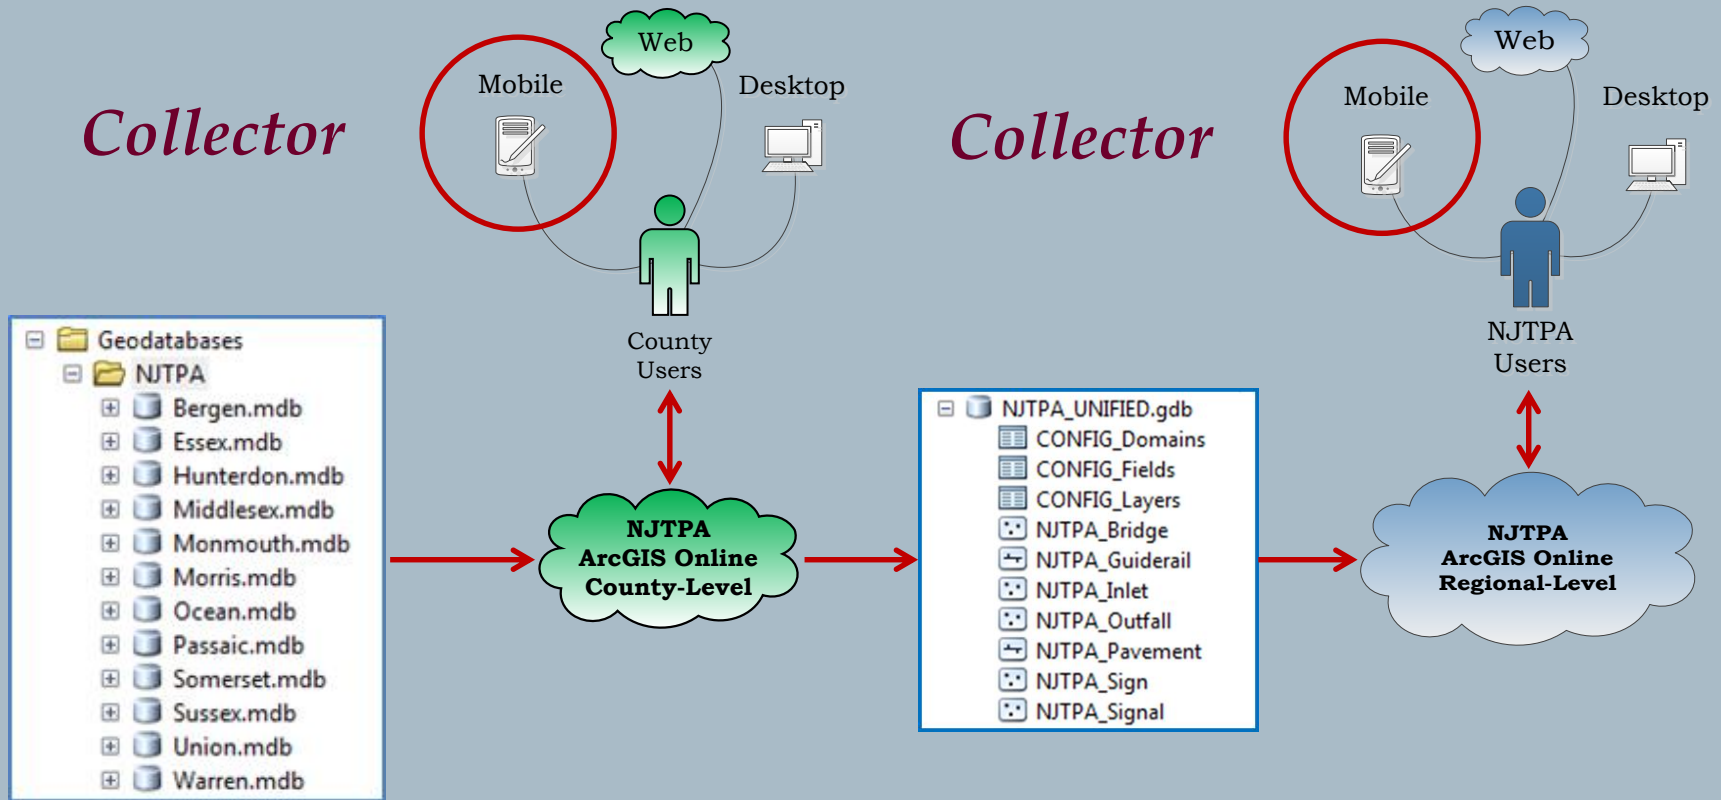 Collector
Mobile
Web
Desktop
County
Users
Geodatabases
NJTPA
Bergen.mdb
Essex.mdb
Hunterdon.mdb
Middlesex.mdb
Monmouth.mdb
Morris.mdb
Ocean.mdb
Passaic.mdb
Somerset.mdb
Sussex.mdb
Union.mdb
Warren.mdb
NJTPA
ArcGIS Online
County-Level
Collector
Mobile
Web
Desktop
NJTPA
Users
NJTPA_UNIFIED.gdb
CONFIG_Domains
CONFIG_Fields
CONFIG_Layers
NJTPA_Bridge
NJTPA_Guiderail
NJTPA_Inlet
NJTPA_Outfall
NJTPA_Pavement
NJTPA_Sign
NJTPA_Signal
NJTPA
ArcGIS Online
Regional-Level